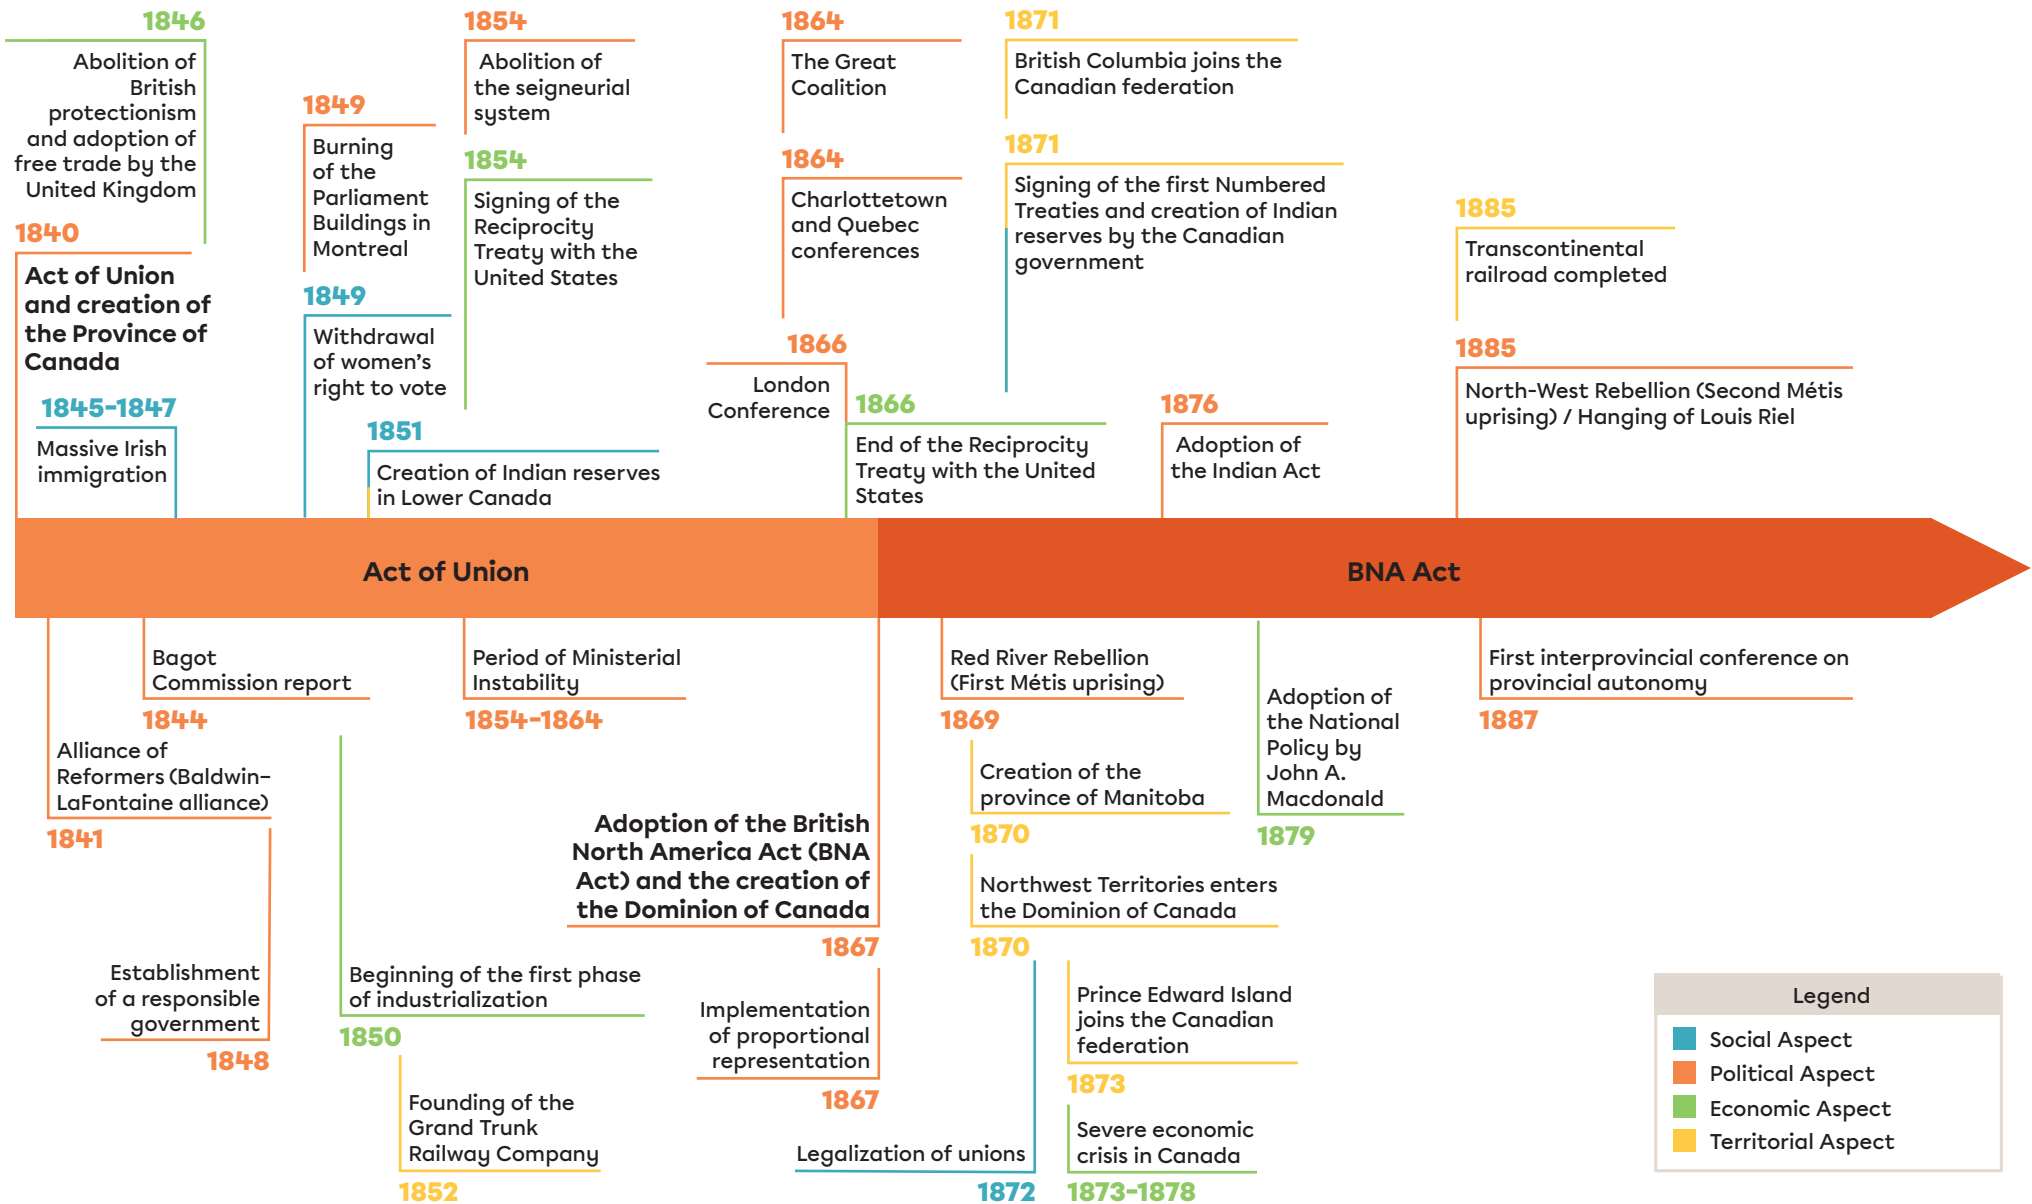 1846
Abolition of
British
protectionism
and adoption of
free trade by the
United Kingdom
1840
Act of Union
and creation of
the Province of
Canada
1845-1847
Massive Irish
immigration
1849
Burning
of the
Parliament
Buildings in
Montreal
1849
Withdrawal
of women's
right to vote
1851
Creation of Indian reserves
in Lower Canada
1854
Abolition of
the seigneurial
system
1854
Signing of the
Reciprocity
Treaty with the
United States
1864
The Great
Coalition
1864
Charlottetown
and Quebec
conferences
1866
London
Conference
1866
End of the Reciprocity
Treaty with the United
States
1871
British Columbia joins the
Canadian federation
1871
Signing of the first Numbered
Treaties and creation of Indian
reserves by the Canadian
government
1876
Adoption of
the Indian Act
1885
Transcontinental
railroad completed
1885
North-West Rebellion (Second Métis
uprising) / Hanging of Louis Riel
Act of Union
BNA Act
Bagot
Commission report
1844
Alliance of
Reformers (Baldwin–
LaFontaine alliance)
1841
Establishment
of a responsible
government
1848
Period of Ministerial
Instability
1854-1864
Beginning of the first phase
of industrialization
1850
Founding of the
Grand Trunk
Railway Company
1852
Adoption of the British
North America Act (BNA
Act) and the creation of
the Dominion of Canada
1867
Implementation
of proportional
representation
1867
Red River Rebellion
(First Métis uprising)
1869
Creation of the
province of Manitoba
1870
Northwest Territories enters
the Dominion of Canada
1870
Legalization of unions
1872
Prince Edward Island
joins the Canadian
federation
1873
Severe economic
crisis in Canada
1873-1878
Adoption of
the National
Policy by
John A.
Macdonald
1879
First interprovincial conference on
provincial autonomy
1887
Legend
Social Aspect
Political Aspect
Economic Aspect
Territorial Aspect